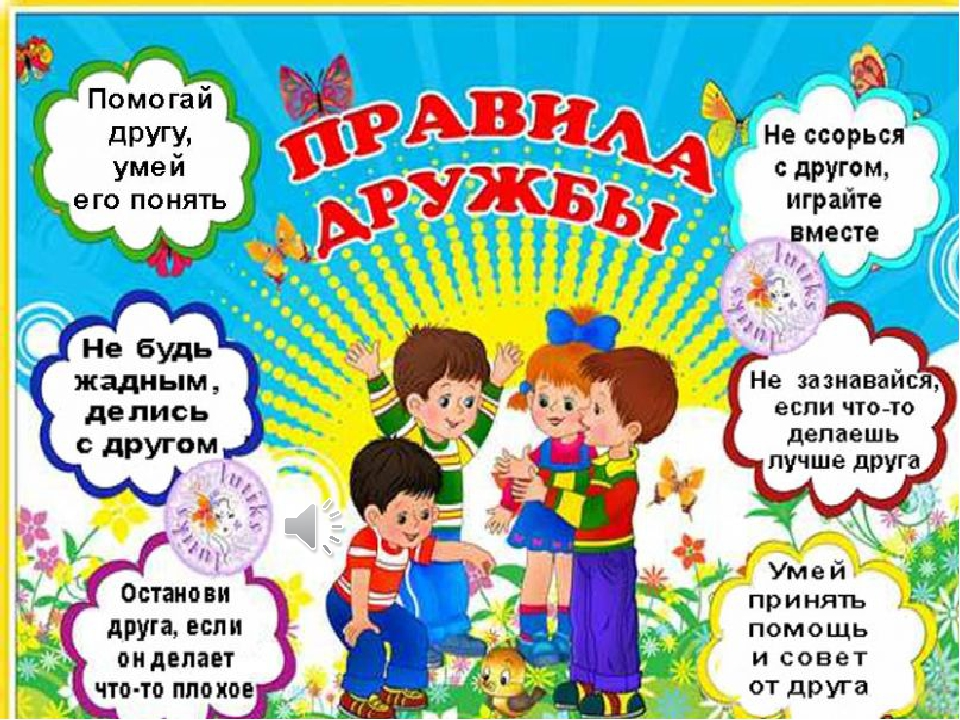 ПРАВИЛА
ДРУЖБЫ
Помогай
другу,
умей
его понять
Не ссорься
с другом,
играйте
вместе
Не будь
жадным,
делись
с другом
Не зазнавайся,
если что-то
делаешь
лучше друга
Останови
друга, если
он делает
что-то плохое
Умей
принять
помощь
и совет
от друга